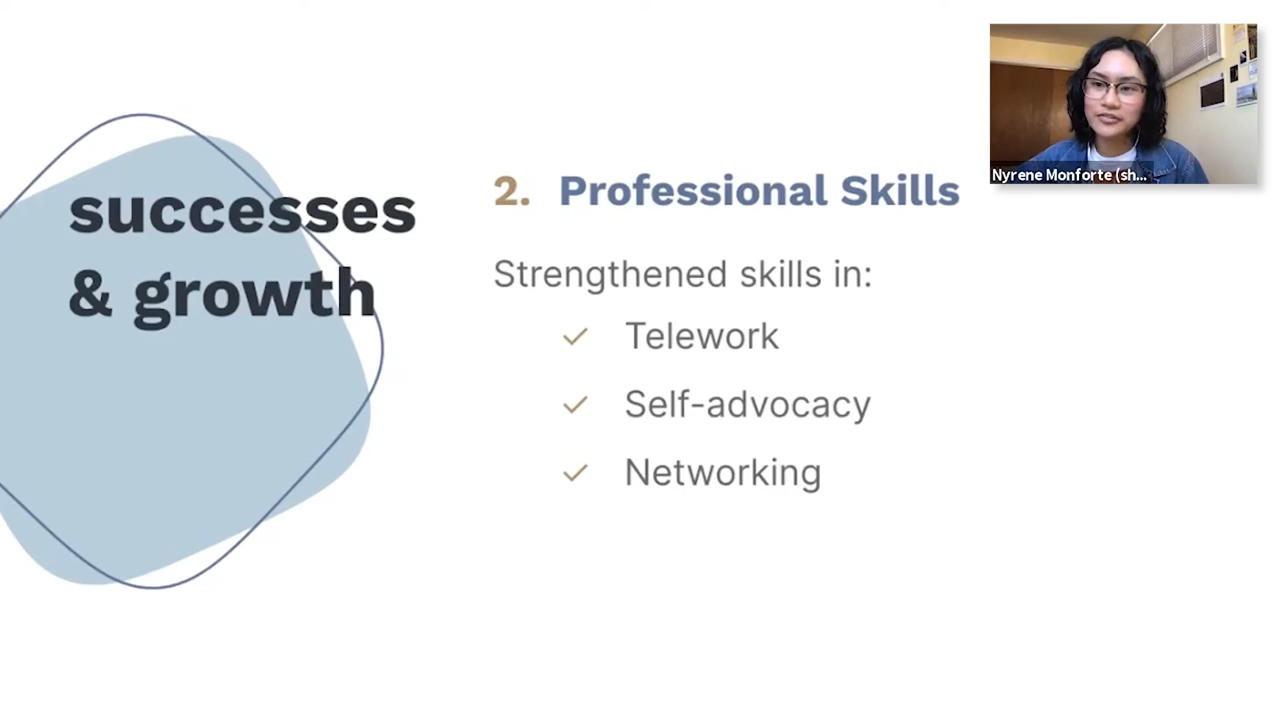 successes
& growth
2. Professional Skills
Strengthened skills in:
✓ Telework
✓ Self-advocacy
✓ Networking
Nyrene Monforte (sh...